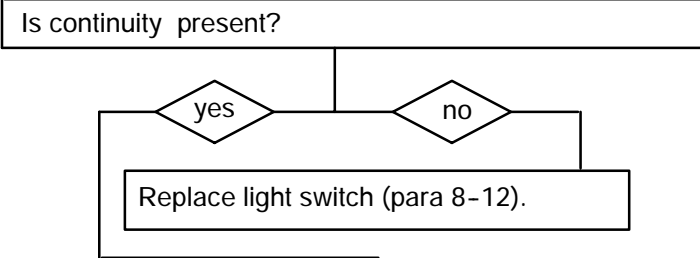 Is continuity present?
yes
no
Replace light switch (para 8-12).